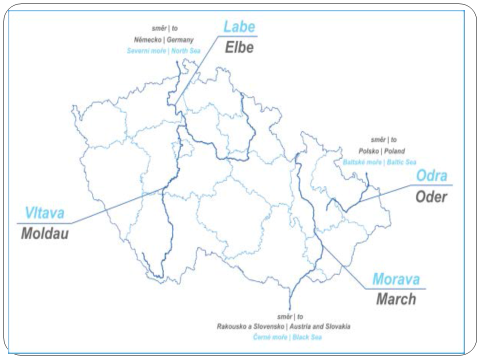 směr | to
Německo | Germany
Severní moře | North Sea
Labe
Elbe
směr | to
Polsko | Poland
Baltské moře | Baltic Sea
Odra
Oder
Vltava
Moldau
Morava
March
směr | to
Rakousko a Slovensko | Austria and Slovakia
Černé moře | Black Sea